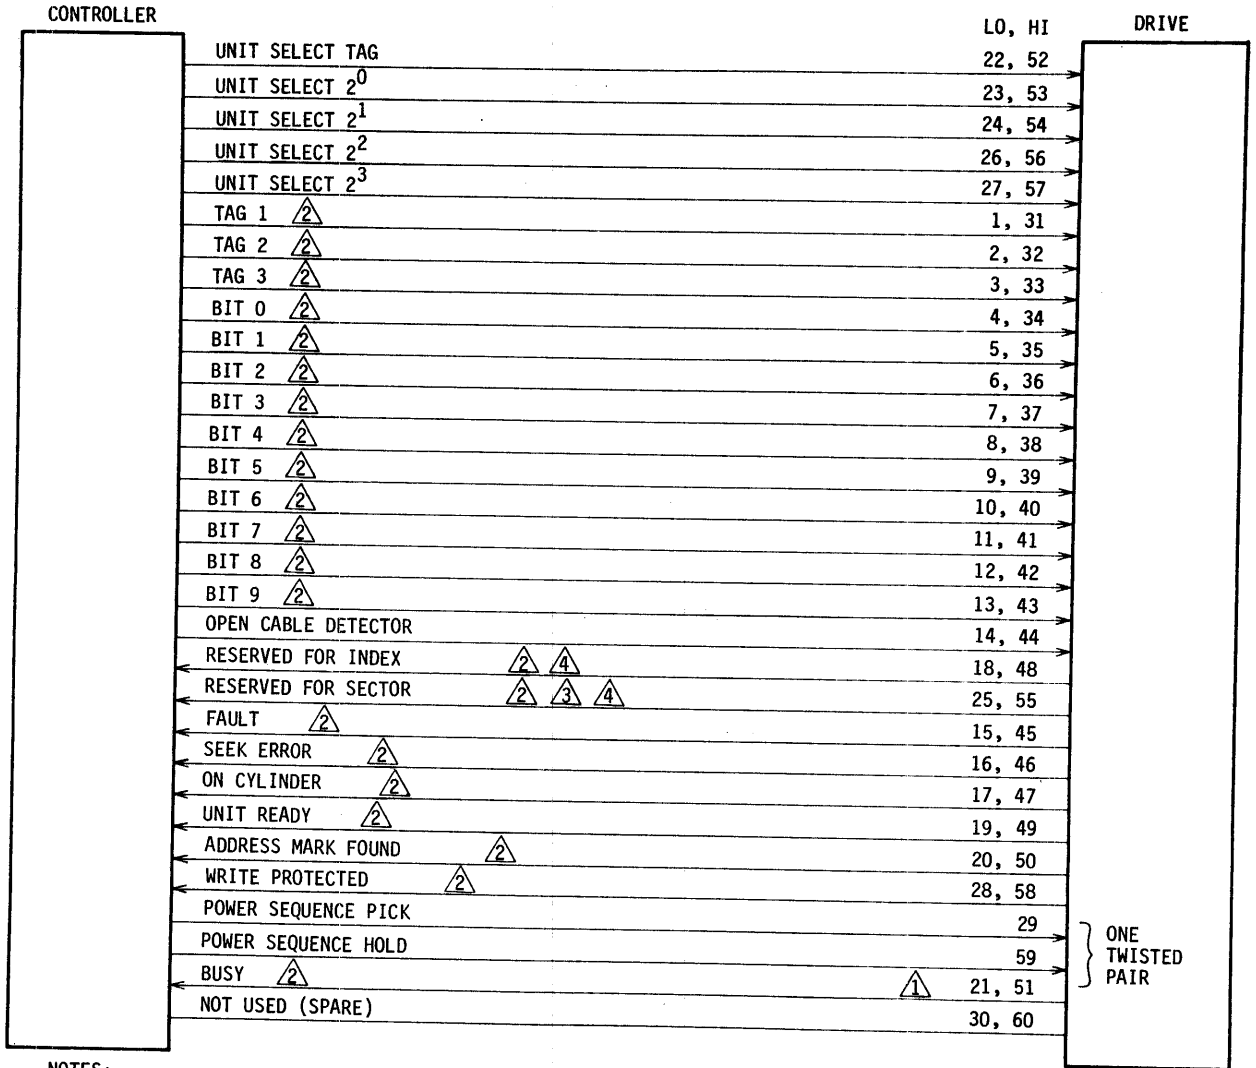 CONTROLLER
LO, HI
DRIVE
UNIT SELECT TAG 22, 52
UNIT SELECT 2⁰ 23, 53
UNIT SELECT 2¹ 24, 54
UNIT SELECT 2² 26, 56
UNIT SELECT 2³ 27, 57
TAG 1 2 1, 31
TAG 2 2 2, 32
TAG 3 2 3, 33
BIT 0 2 4, 34
BIT 1 2 5, 35
BIT 2 2 6, 36
BIT 3 2 7, 37
BIT 4 2 8, 38
BIT 5 2 9, 39
BIT 6 2 10, 40
BIT 7 2 11, 41
BIT 8 2 12, 42
BIT 9 2 13, 43
OPEN CABLE DETECTOR 14, 44
RESERVED FOR INDEX 2 4 18, 48
RESERVED FOR SECTOR 2 3 4 25, 55
FAULT 2 15, 45
SEEK ERROR 2 16, 46
ON CYLINDER 2 17, 47
UNIT READY 2 19, 49
ADDRESS MARK FOUND 2 20, 50
WRITE PROTECTED 2 28, 58
POWER SEQUENCE PICK 29
POWER SEQUENCE HOLD 59
ONE
TWISTED
PAIR
BUSY 2 1 21, 51
NOT USED (SPARE) 30, 60
NOTES: